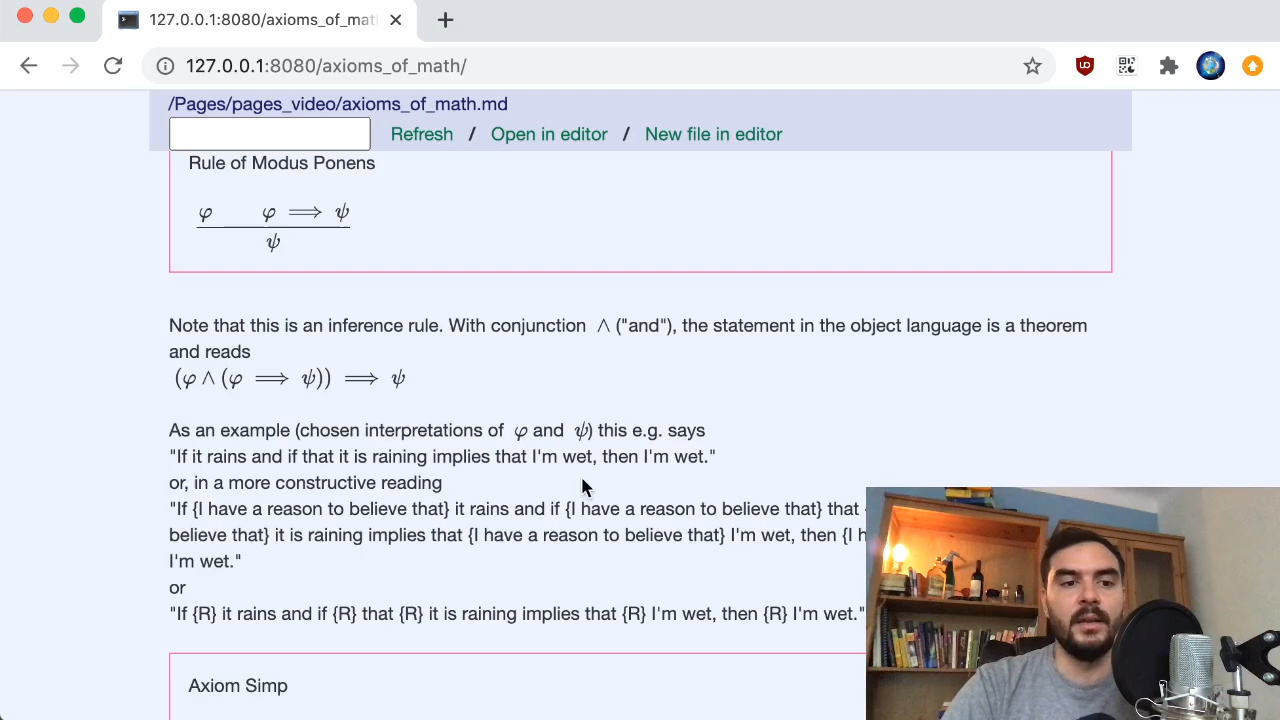 127.0.0.1:8080/axioms_of_mat
127.0.0.1:8080/axioms_of_math/
/Pages/pages_video/axioms_of_math.md
Refresh / Open in editor / New file in editor
Rule of Modus Ponens
φ φ ⟹ ψ
ψ
Note that this is an inference rule. With conjunction ∧ ("and"), the statement in the object language is a theorem
and reads
(φ ∧ (φ ⟹ ψ)) ⟹ ψ
As an example (chosen interpretations of φ and ψ) this e.g. says
"If it rains and if that it is raining implies that I'm wet, then I'm wet."
or, in a more constructive reading
"If {I have a reason to believe that} it rains and if {I have a reason to believe that} that
believe that} it is raining implies that {I have a reason to believe that} I'm wet, then {I h
I'm wet."
or
"If {R} it rains and if {R} that {R} it is raining implies that {R} I'm wet, then {R} I'm wet."
Axiom Simp